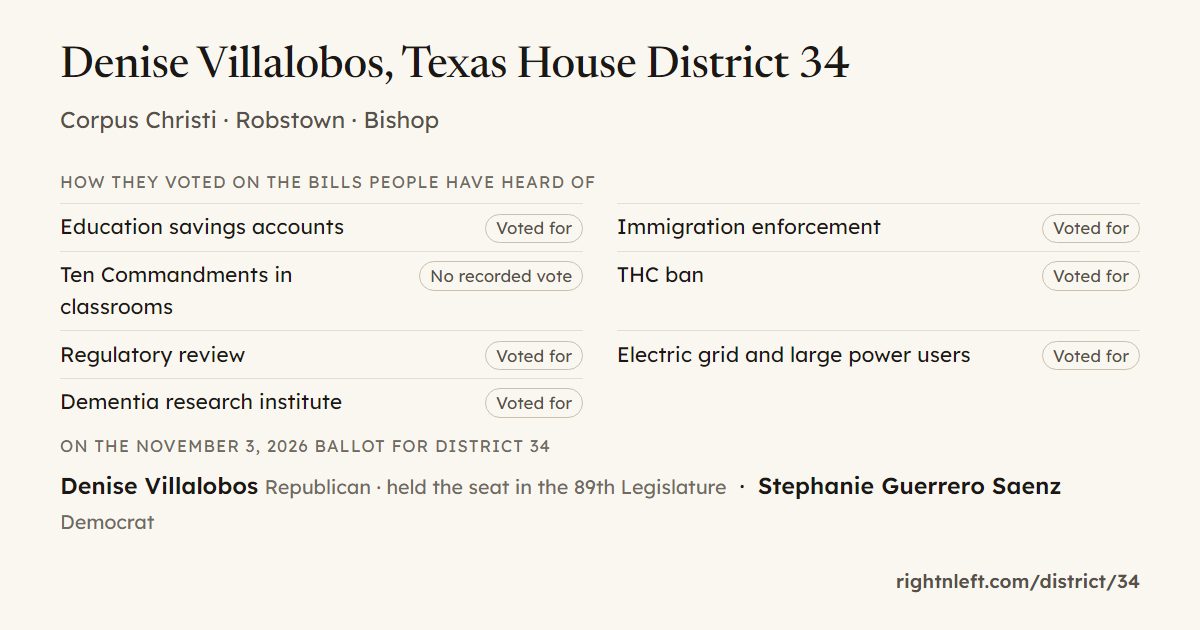 Denise Villalobos, Texas House District 34
Corpus Christi · Robstown · Bishop
HOW THEY VOTED ON THE BILLS PEOPLE HAVE HEARD OF
Education savings accounts Voted for
Immigration enforcement Voted for
Ten Commandments in No recorded vote
classrooms
THC ban Voted for
Regulatory review Voted for
Electric grid and large power users Voted for
Dementia research institute Voted for
ON THE NOVEMBER 3, 2026 BALLOT FOR DISTRICT 34
Denise Villalobos Republican · held the seat in the 89th Legislature · Stephanie Guerrero Saenz
Democrat
rightnleft.com/district/34